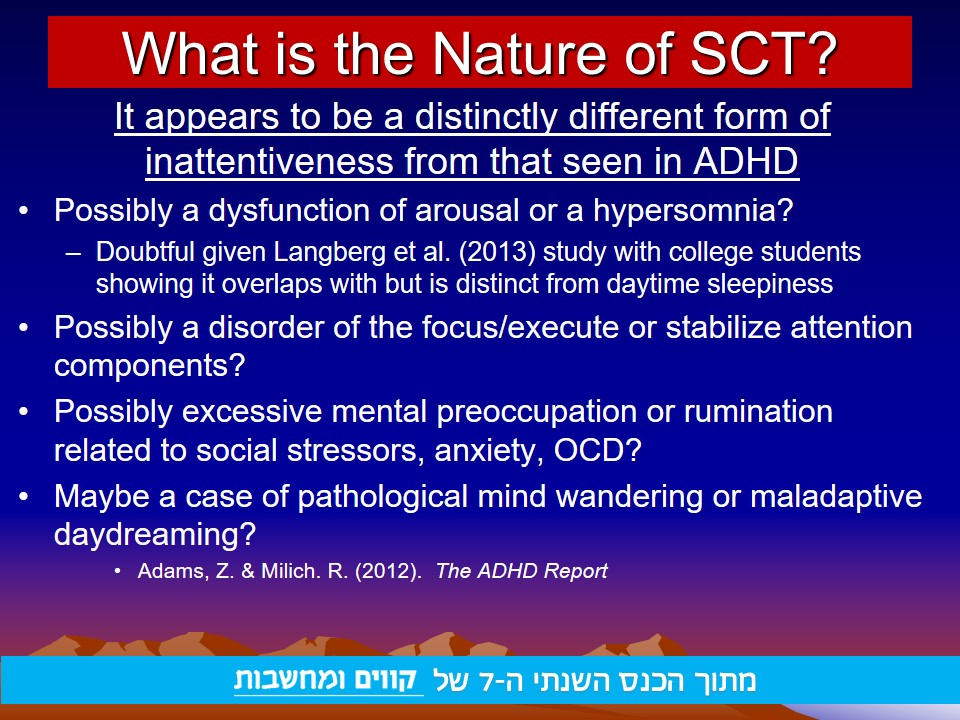 What is the Nature of SCT?
It appears to be a distinctly different form of
inattentiveness from that seen in ADHD
• Possibly a dysfunction of arousal or a hypersomnia?
– Doubtful given Langberg et al. (2013) study with college students
showing it overlaps with but is distinct from daytime sleepiness
• Possibly a disorder of the focus/execute or stabilize attention
components?
• Possibly excessive mental preoccupation or rumination
related to social stressors, anxiety, OCD?
• Maybe a case of pathological mind wandering or maladaptive
daydreaming?
• Adams, Z. & Milich. R. (2012). The ADHD Report
מתוך הכנס השנתי ה-7 של קווים ומחשבות